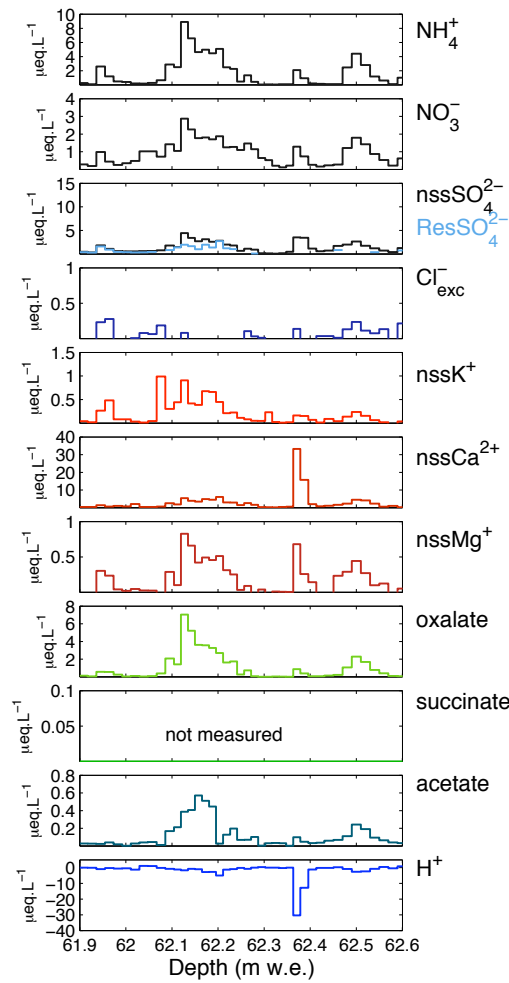 10
8
6
4
2
µeq.L⁻¹
NH₄⁺
4
3
2
1
µeq.L⁻¹
NO₃⁻
15
10
5
µeq.L⁻¹
nssSO₄²⁻
ResSO₄²⁻
1
0.5
µeq.L⁻¹
Cl⁻exc
1.5
1
0.5
µeq.L⁻¹
nssK⁺
40
30
20
10
µeq.L⁻¹
nssCa²⁺
1
0.5
µeq.L⁻¹
nssMg⁺
8
6
4
2
µeq.L⁻¹
oxalate
0.1
0.05
µeq.L⁻¹
succinate
not measured
0.8
0.6
0.4
0.2
µeq.L⁻¹
acetate
0
−10
−20
−30
−40
µeq.L⁻¹
H⁺
61.9 62 62.1 62.2 62.3 62.4 62.5 62.6
Depth (m w.e.)